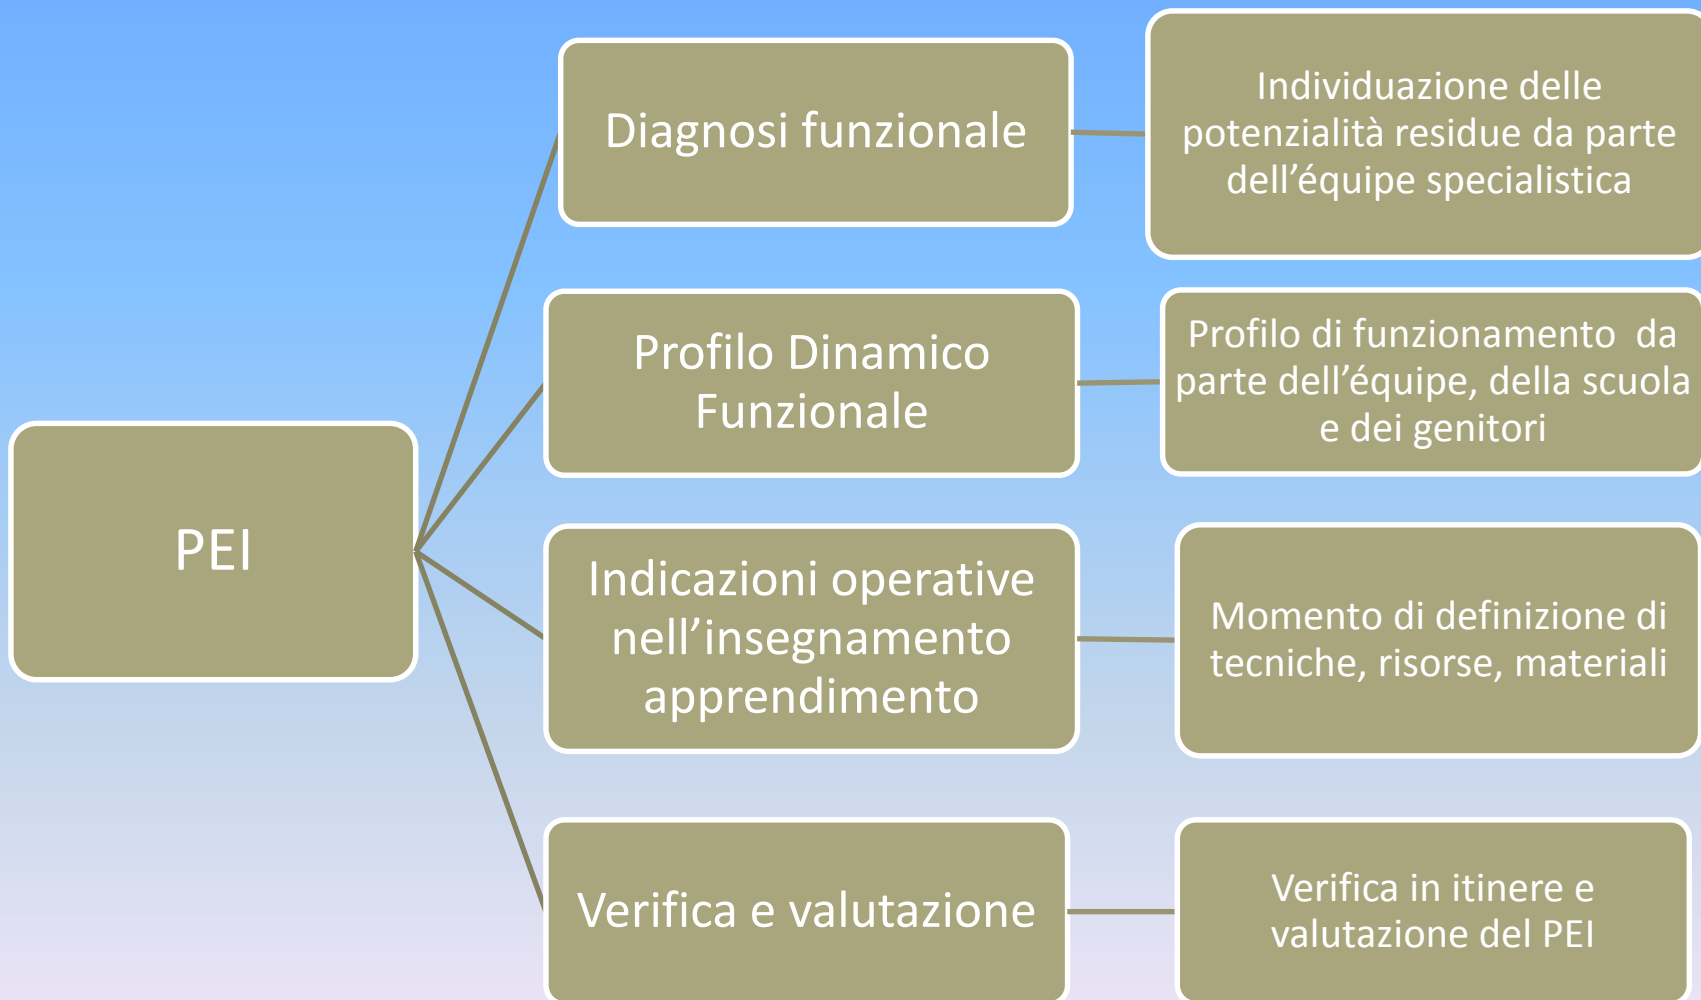 PEI
Diagnosi funzionale
Individuazione delle
potenzialità residue da parte
dell’équipe specialistica
Profilo Dinamico
Funzionale
Profilo di funzionamento  da
parte dell’équipe, della scuola
e dei genitori
Indicazioni operative
nell’insegnamento
apprendimento
Momento di definizione di
tecniche, risorse, materiali
Verifica e valutazione
Verifica in itinere e
valutazione del PEI